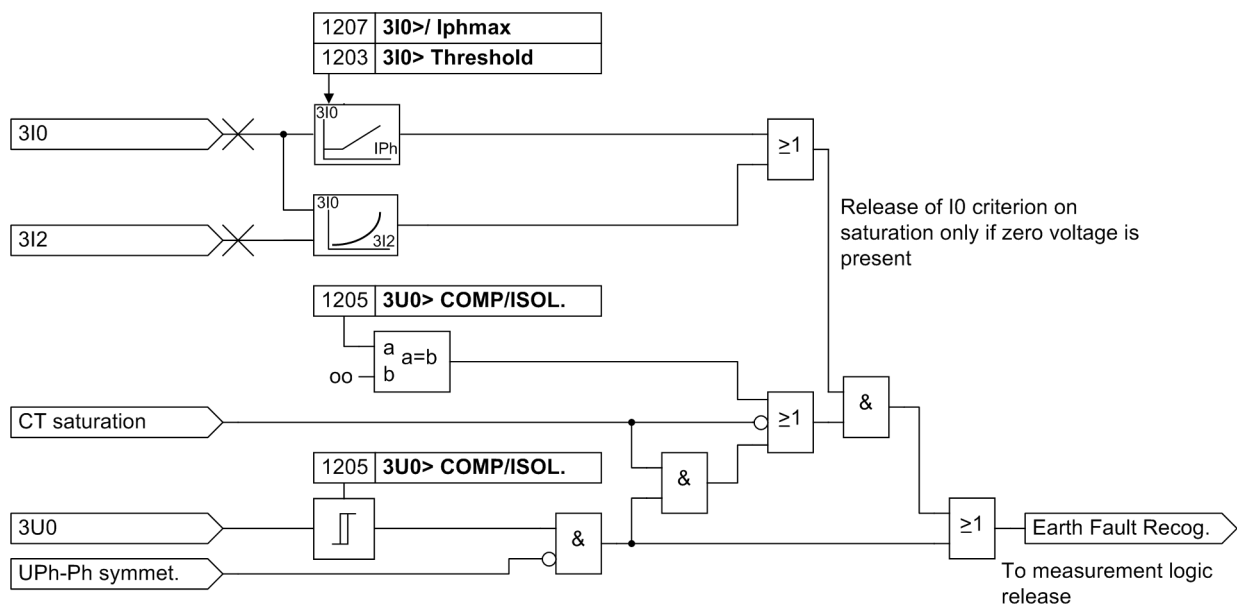 1207 3I0>/ Iphmax
1203 3I0> Threshold
3I0
3I0
IPh
≥1
3I0
3I2
3I2
Release of I0 criterion on
saturation only if zero voltage is
present
1205 3U0> COMP/ISOL.
a
a=b
oo
b
&
CT saturation
≥1
1205 3U0> COMP/ISOL.
&
3U0
&
≥1
Earth Fault Recog.
UPh-Ph symmet.
To measurement logic
release